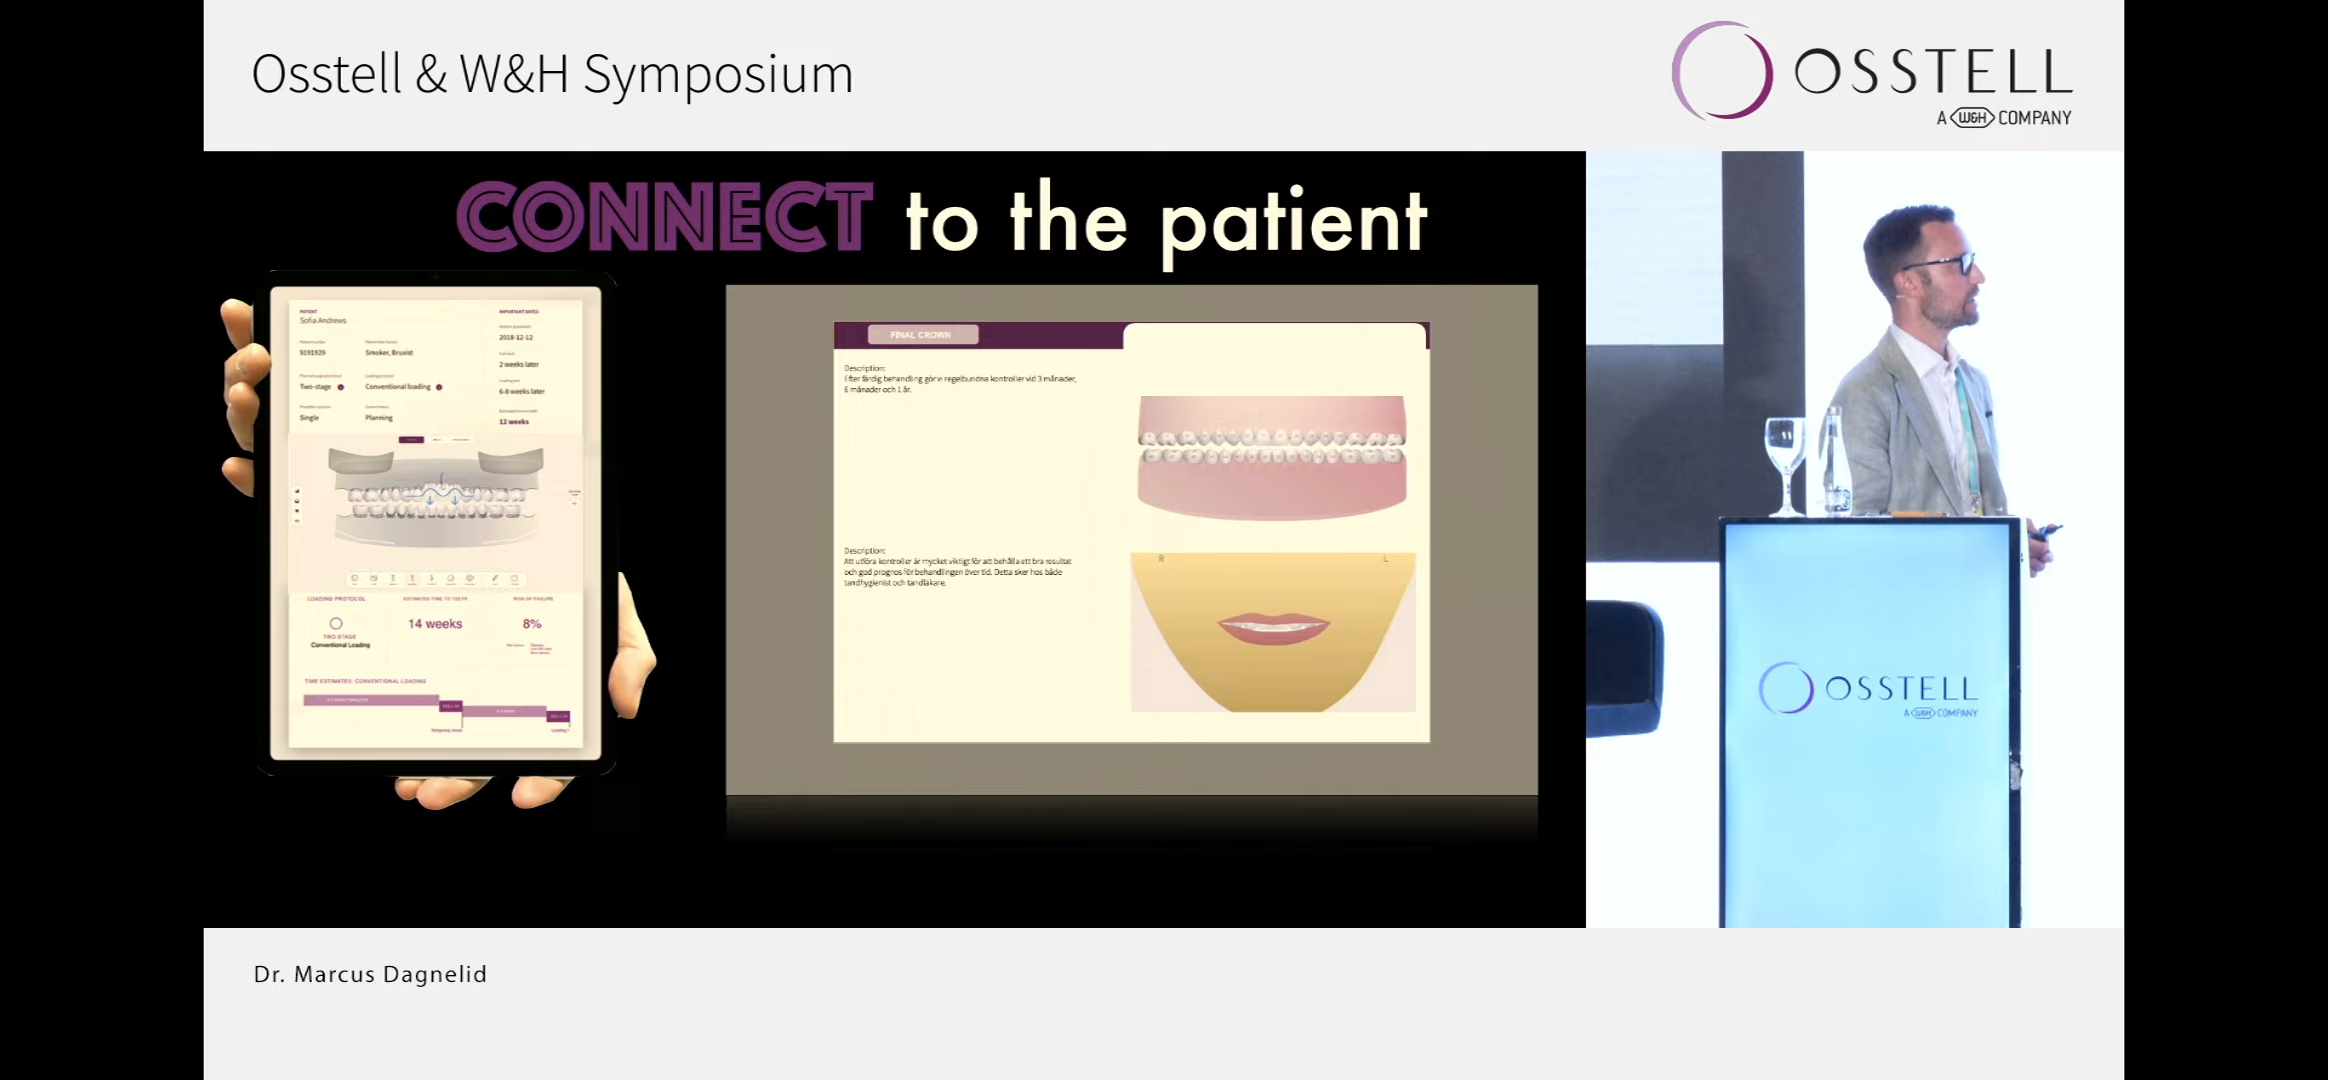 Osstell & W&H Symposium
OSSTELL
A W&H COMPANY
CONNECT to the patient
PATIENT
Sofia Andrews
IMPORTANT DATES
2018-12-12
9191929
Smoker, Bruxist
2 weeks later
Two-stage
Conventional loading
6-8 weeks later
Single
Planning
12 weeks
LOADING PROTOCOL
ESTIMATED TIME TO TEETH
RISK OF FAILURE
14 weeks
8%
TWO STAGE
Conventional Loading
TIME ESTIMATES: CONVENTIONAL LOADING
FINAL CROWN
Description:
Efter färdig behandling gör vi regelbundna kontroller vid 3 månader,
6 månader och 1 år.
Description:
Att utföra kontroller är mycket viktigt för att behålla ett bra resultat
och god prognos för behandlingen över tid. Detta sker hos både
tandhygienist och tandläkare.
R
L
OSSTELL
A W&H COMPANY
Dr. Marcus Dagnelid